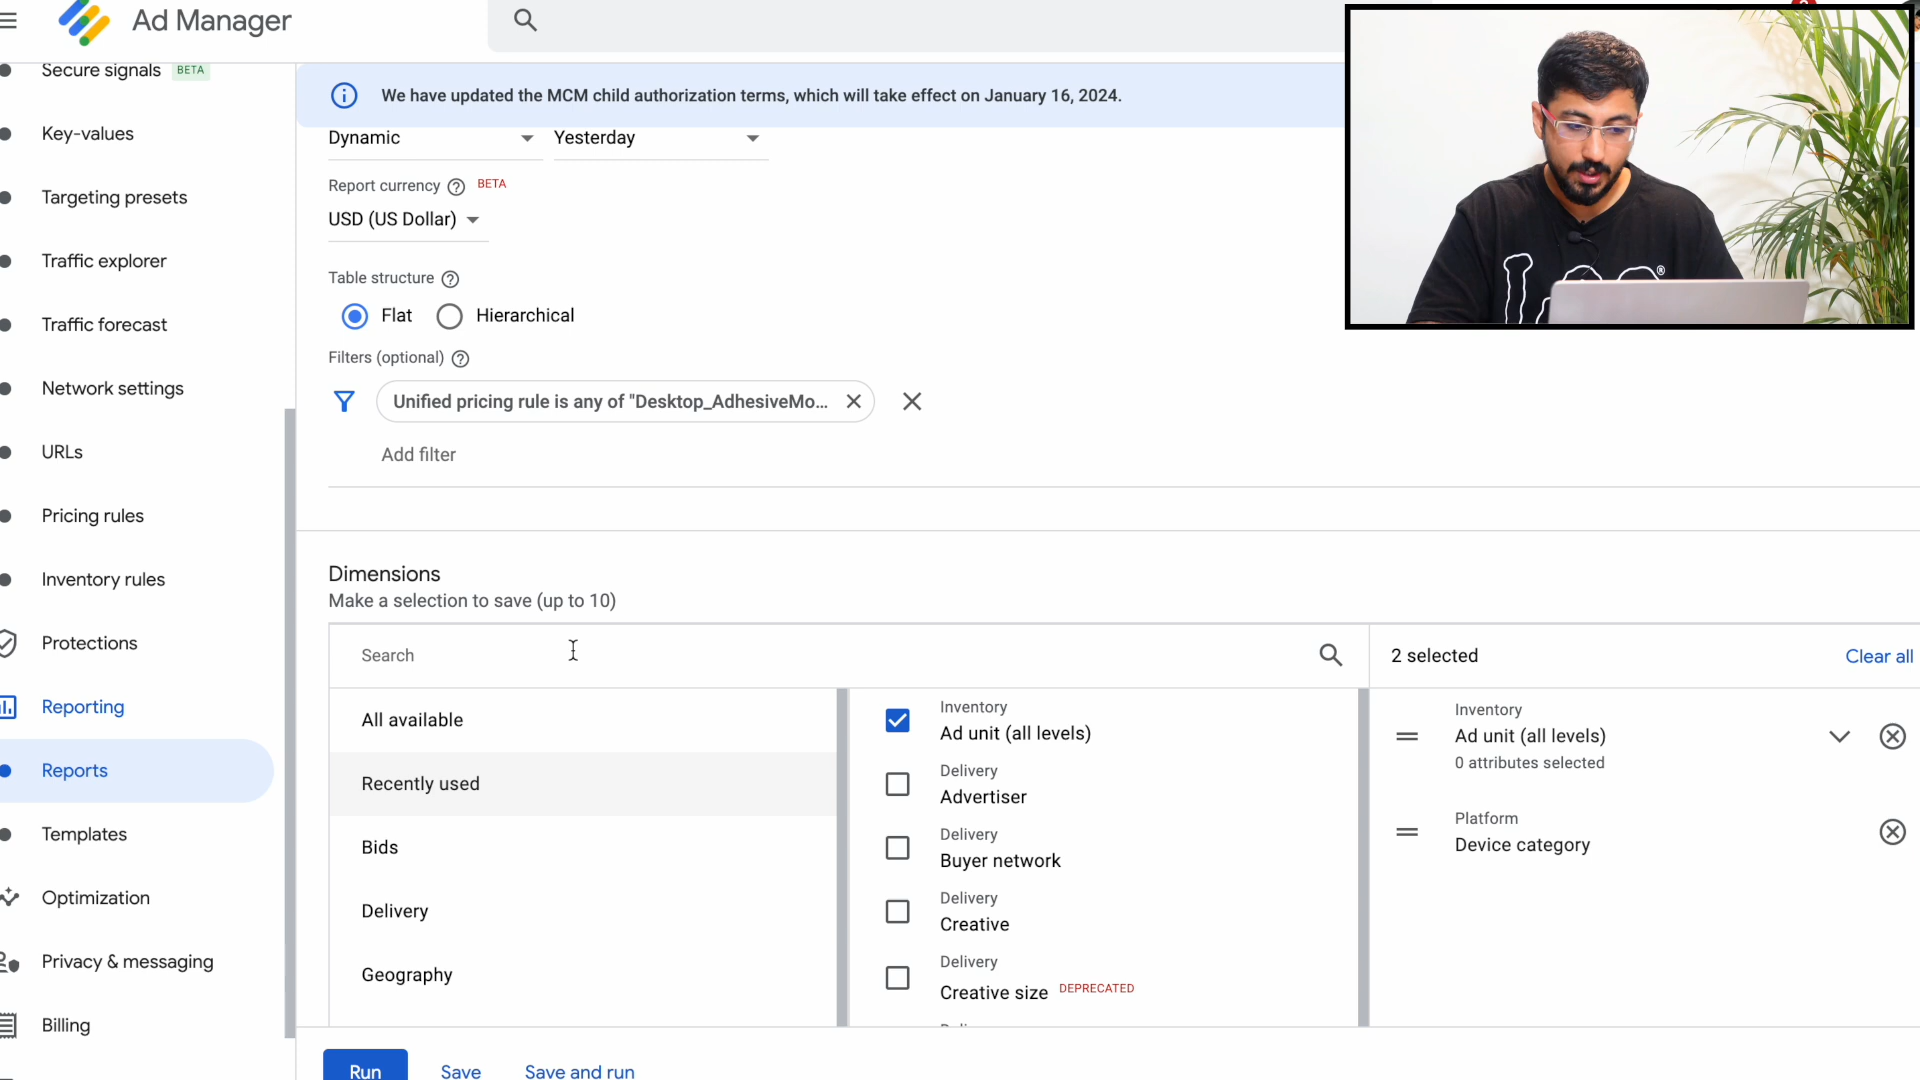 Ad Manager
Secure signals BETA
Key-values
Targeting presets
Traffic explorer
Traffic forecast
Network settings
URLs
Pricing rules
Inventory rules
Protections
Reporting
Reports
Templates
Optimization
Privacy & messaging
Billing
We have updated the MCM child authorization terms, which will take effect on January 16, 2024.
Dynamic
Yesterday
Report currency BETA
USD (US Dollar)
Table structure
Flat
Hierarchical
Filters (optional)
Unified pricing rule is any of "Desktop_AdhesiveMo...
Add filter
Dimensions
Make a selection to save (up to 10)
Search
All available
Recently used
Bids
Delivery
Geography
Inventory
Ad unit (all levels)
Delivery
Advertiser
Delivery
Buyer network
Delivery
Creative
Delivery
Creative size DEPRECATED
2 selected
Clear all
Inventory
Ad unit (all levels)
0 attributes selected
Platform
Device category
Run
Save
Save and run